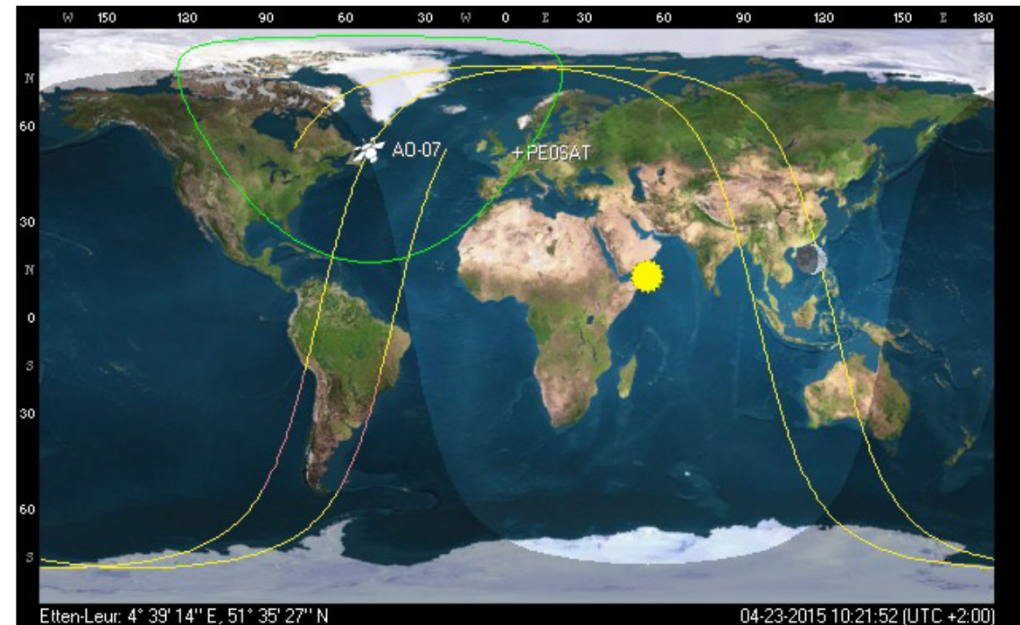 W 150 120 90 60 30 W 0 E 30 60 90 120 150 E 180
N
60
AO-07
+PE0SAT
30
N
0
S
30
60
S
Etten-Leur: 4° 39' 14'' E, 51° 35' 27'' N
04-23-2015 10:21:52 (UTC +2:00)